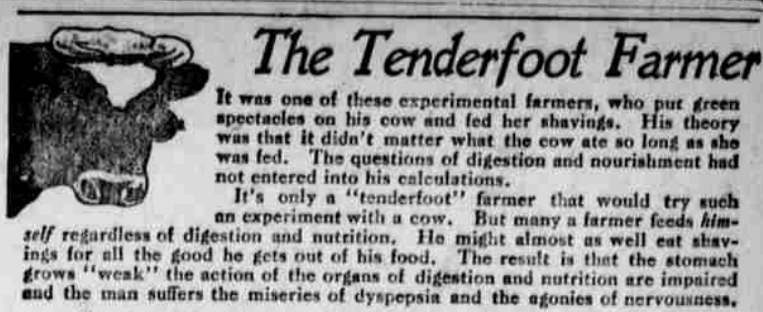 The Tenderfoot Farmer
It was one of these experimental farmers, who put green
spectacles on his cow and fed her shavings. His theory
was that it didn't matter what the cow ate so long as she
was fed. The questions of digestion and nourishment had
not entered into his calculations.
It's only a "tenderfoot" farmer that would try such
an experiment with a cow. But many a farmer feeds him-
self regardless of digestion and nutrition. He might almost as well eat shav-
ings for all the good he gets out of his food. The result is that the stomach
grows "weak" the action of the organs of digestion and nutrition are impaired
and the man suffers the miseries of dyspepsia and the agonies of nervousness.